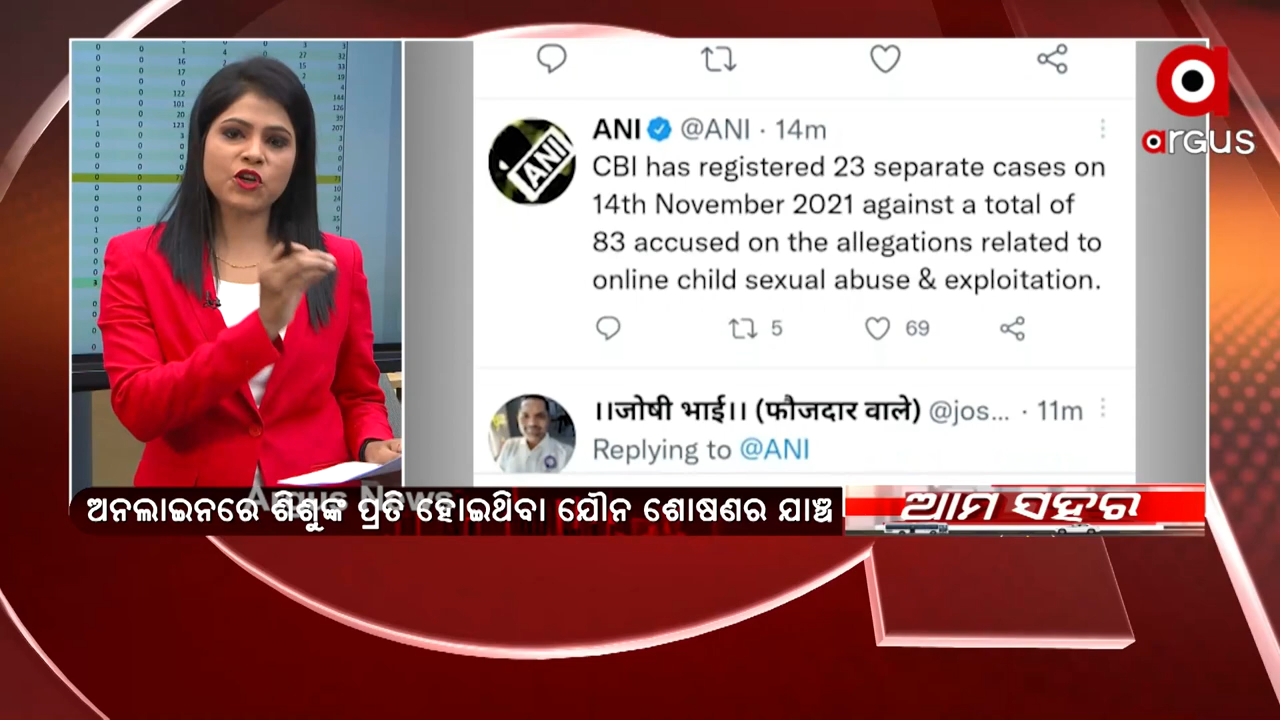 argus
ANI @ANI · 14m
CBI has registered 23 separate cases on
14th November 2021 against a total of
83 accused on the allegations related to
online child sexual abuse & exploitation.
5 69
।।जोषी भाई।। (फौजदार वाले) @jos... · 11m
Replying to @ANI
Argus News
ଅନଲାଇନରେ ଶିଶୁଙ୍କ ପ୍ରତି ହୋଇଥିବା ଯୌନ ଶୋଷଣର ଯାଞ୍ଚ
ଆମ ସହର